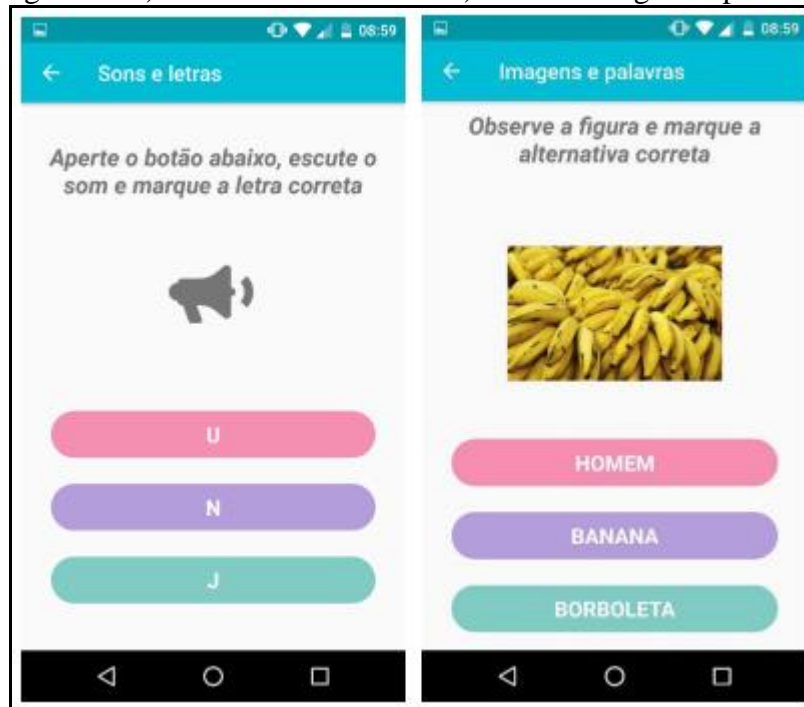 08:59
Sons e letras
Aperte o botão abaixo, escute o
som e marque a letra correta
U
N
J
08:59
Imagens e palavras
Observe a figura e marque a
alternativa correta
HOMEM
BANANA
BORBOLETA